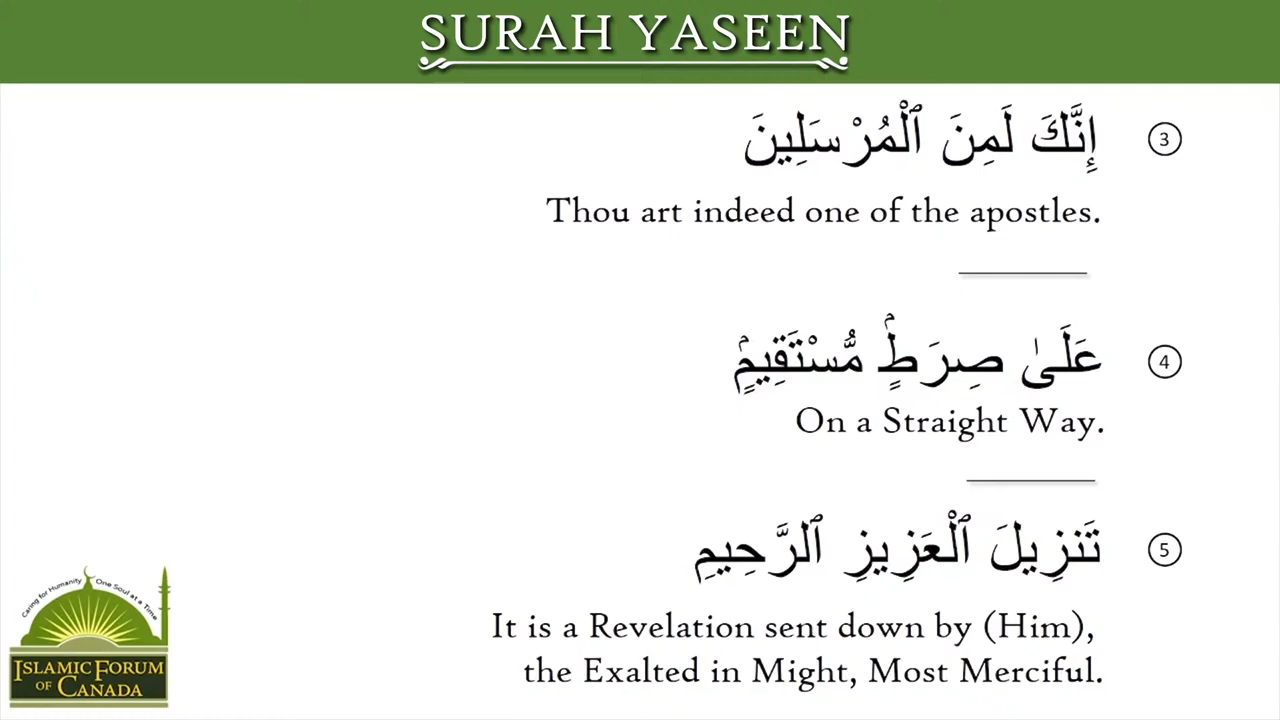 SURAH YASEEN
إِنَّكَ لَمِنَ ٱلْمُرْسَلِينَ ③
Thou art indeed one of the apostles.
عَلَىٰ صِرَطٍۢ مُّسْتَقِيمٍۢ ④
On a Straight Way.
تَنزِيلَ ٱلْعَزِيزِ ٱلرَّحِيمِ ⑤
It is a Revelation sent down by (Him),
the Exalted in Might, Most Merciful.
Caring for Humanity One Soul at a Time
ISLAMIC FORUM
OF CANADA